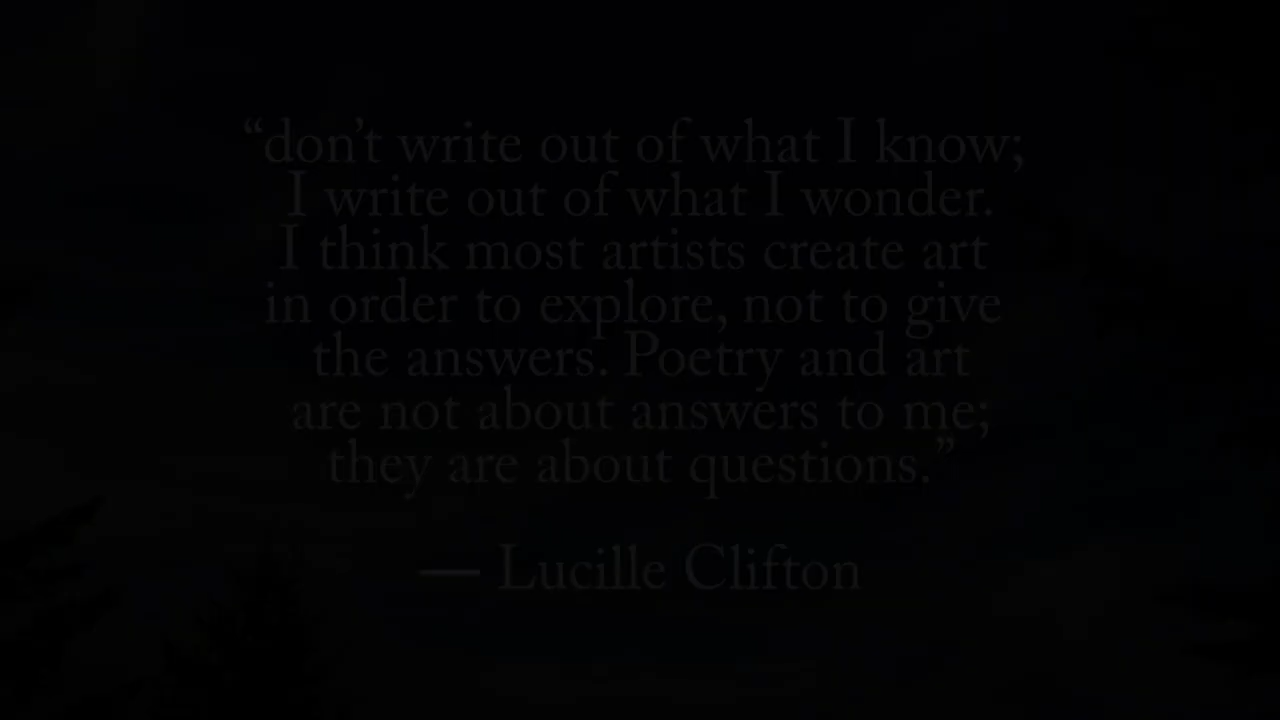 “don’t write out of what I know;
I write out of what I wonder.
I think most artists create art
in order to explore, not to give
the answers. Poetry and art
are not about answers to me;
they are about questions.”
— Lucille Clifton